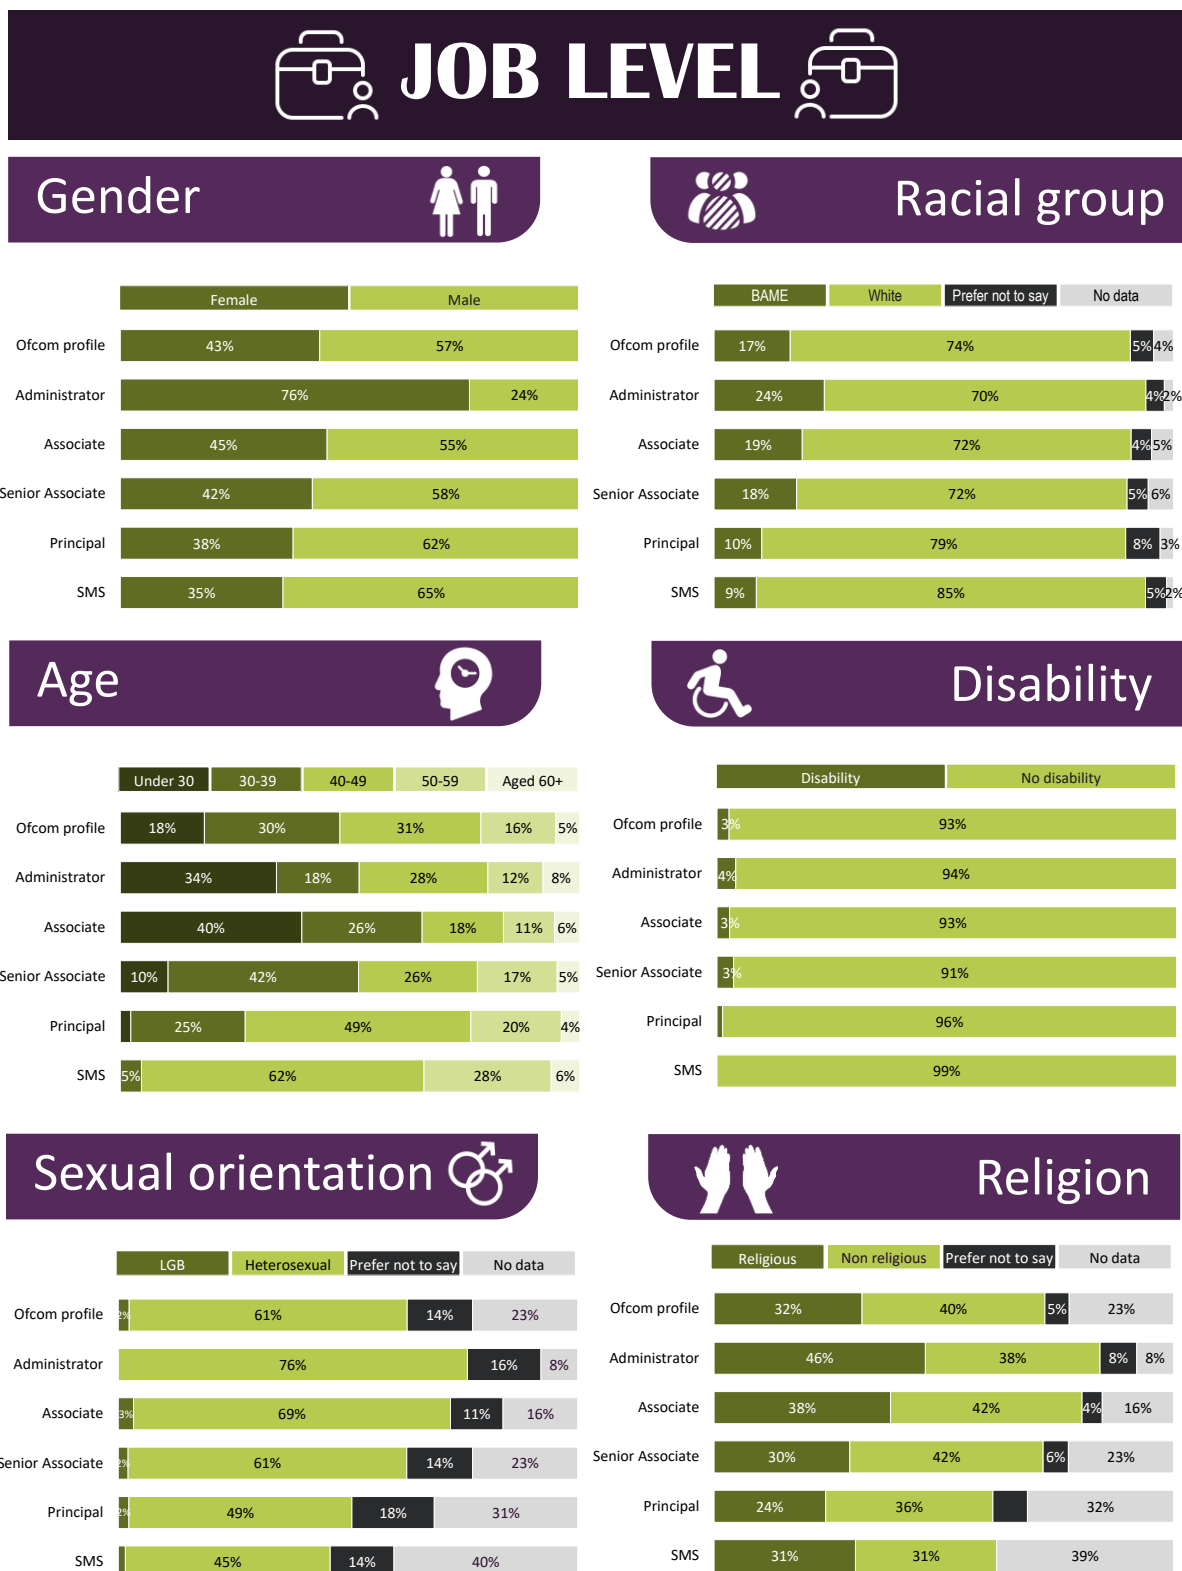 JOB LEVEL
Gender
Female Male
Ofcom profile 43% 57%
Administrator 76% 24%
Associate 45% 55%
Senior Associate 42% 58%
Principal 38% 62%
SMS 35% 65%
Racial group
BAME White Prefer not to say No data
Ofcom profile 17% 74% 5% 4%
Administrator 24% 70% 4% 2%
Associate 19% 72% 4% 5%
Senior Associate 18% 72% 5% 6%
Principal 10% 79% 8% 3%
SMS 9% 85% 5% 2%
Age
Under 30 30-39 40-49 50-59 Aged 60+
Ofcom profile 18% 30% 31% 16% 5%
Administrator 34% 18% 28% 12% 8%
Associate 40% 26% 18% 11% 6%
Senior Associate 10% 42% 26% 17% 5%
Principal 25% 49% 20% 4%
SMS 5% 62% 28% 6%
Disability
Disability No disability
Ofcom profile 3% 93%
Administrator 4% 94%
Associate 3% 93%
Senior Associate 3% 91%
Principal 96%
SMS 99%
Sexual orientation
LGB Heterosexual Prefer not to say No data
Ofcom profile 2% 61% 14% 23%
Administrator 76% 16% 8%
Associate 3% 69% 11% 16%
Senior Associate 2% 61% 14% 23%
Principal 2% 49% 18% 31%
SMS 45% 14% 40%
Religion
Religious Non religious Prefer not to say No data
Ofcom profile 32% 40% 5% 23%
Administrator 46% 38% 8% 8%
Associate 38% 42% 4% 16%
Senior Associate 30% 42% 6% 23%
Principal 24% 36% 32%
SMS 31% 31% 39%